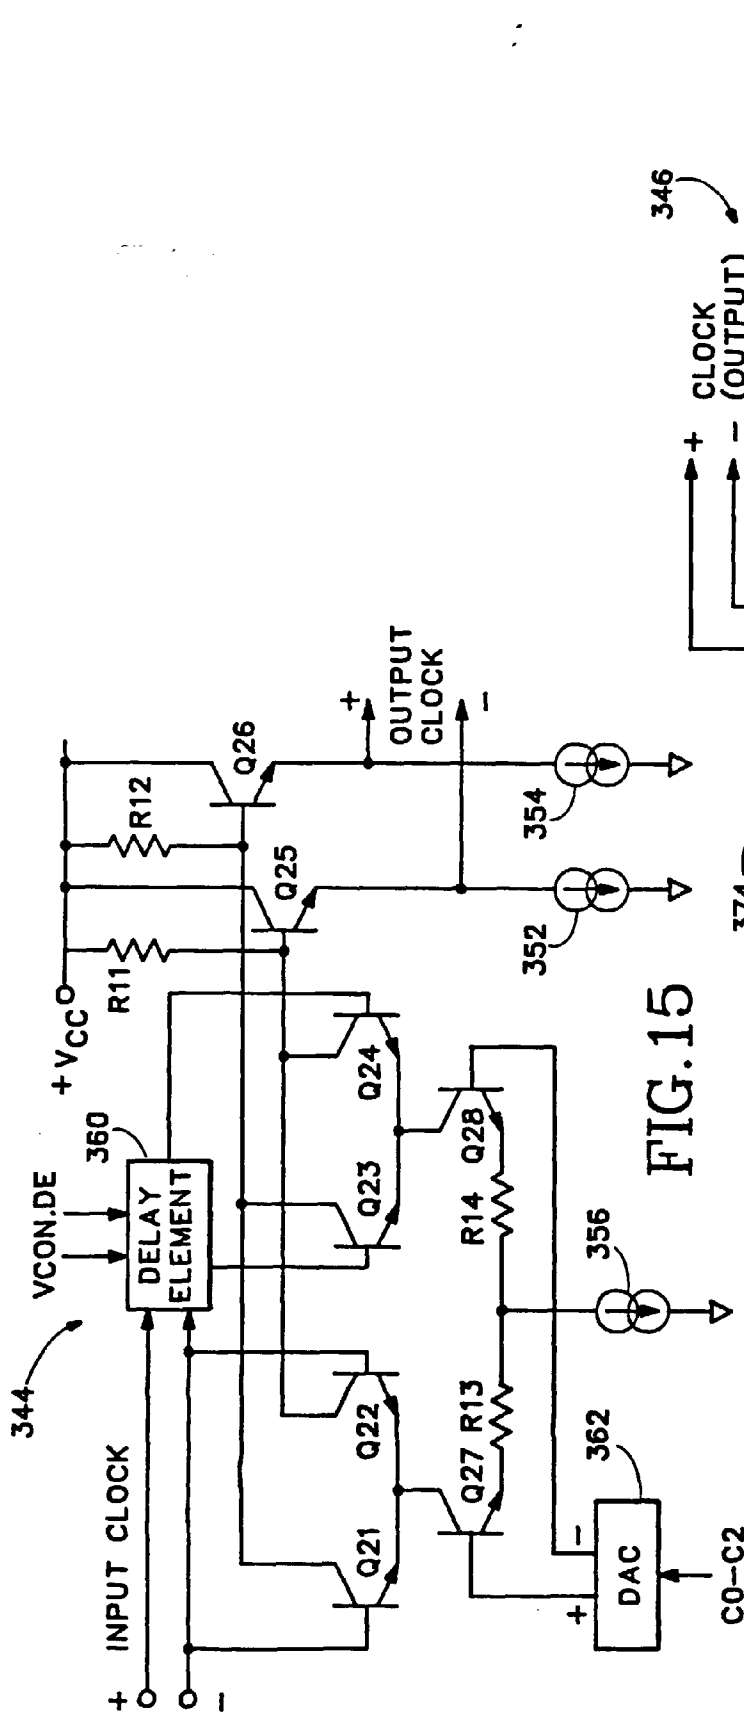 344
+ INPUT CLOCK
-
VCON.DE
360
DELAY
ELEMENT
+ VCC
R11
R12
Q26
Q25
+
OUTPUT
CLOCK
-
Q21
Q22
Q23
Q24
Q27
R13
R14
Q28
352
354
356
362
+
-
DAC
C0-C2
FIG.15
346
+ CLOCK
- (OUTPUT)